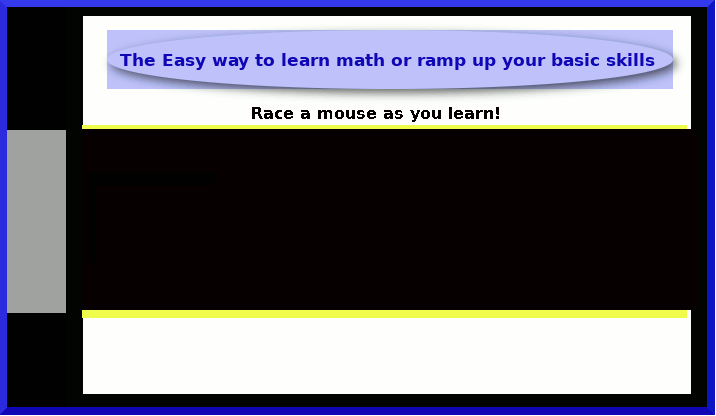 The Easy way to learn math or ramp up your basic skills
Race a mouse as you learn!